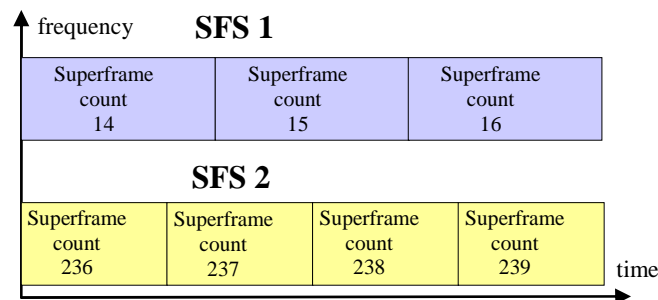 frequency
SFS 1
Superframe
count
14
Superframe
count
15
Superframe
count
16
SFS 2
Superframe
count
236
Superframe
count
237
Superframe
count
238
Superframe
count
239
time